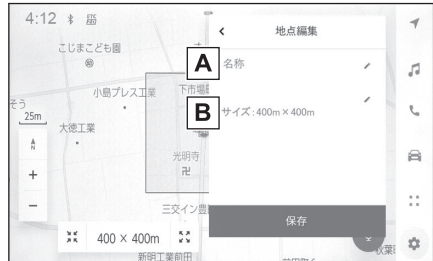 4:12
こじまこども園
小島プレス工業
下市場
そう
25m
大徳工業
N
光明寺
卍
三交イン豊
400 × 400m
新明工業前田
地点編集
A
名称
B
サイズ:400m×400m
保存